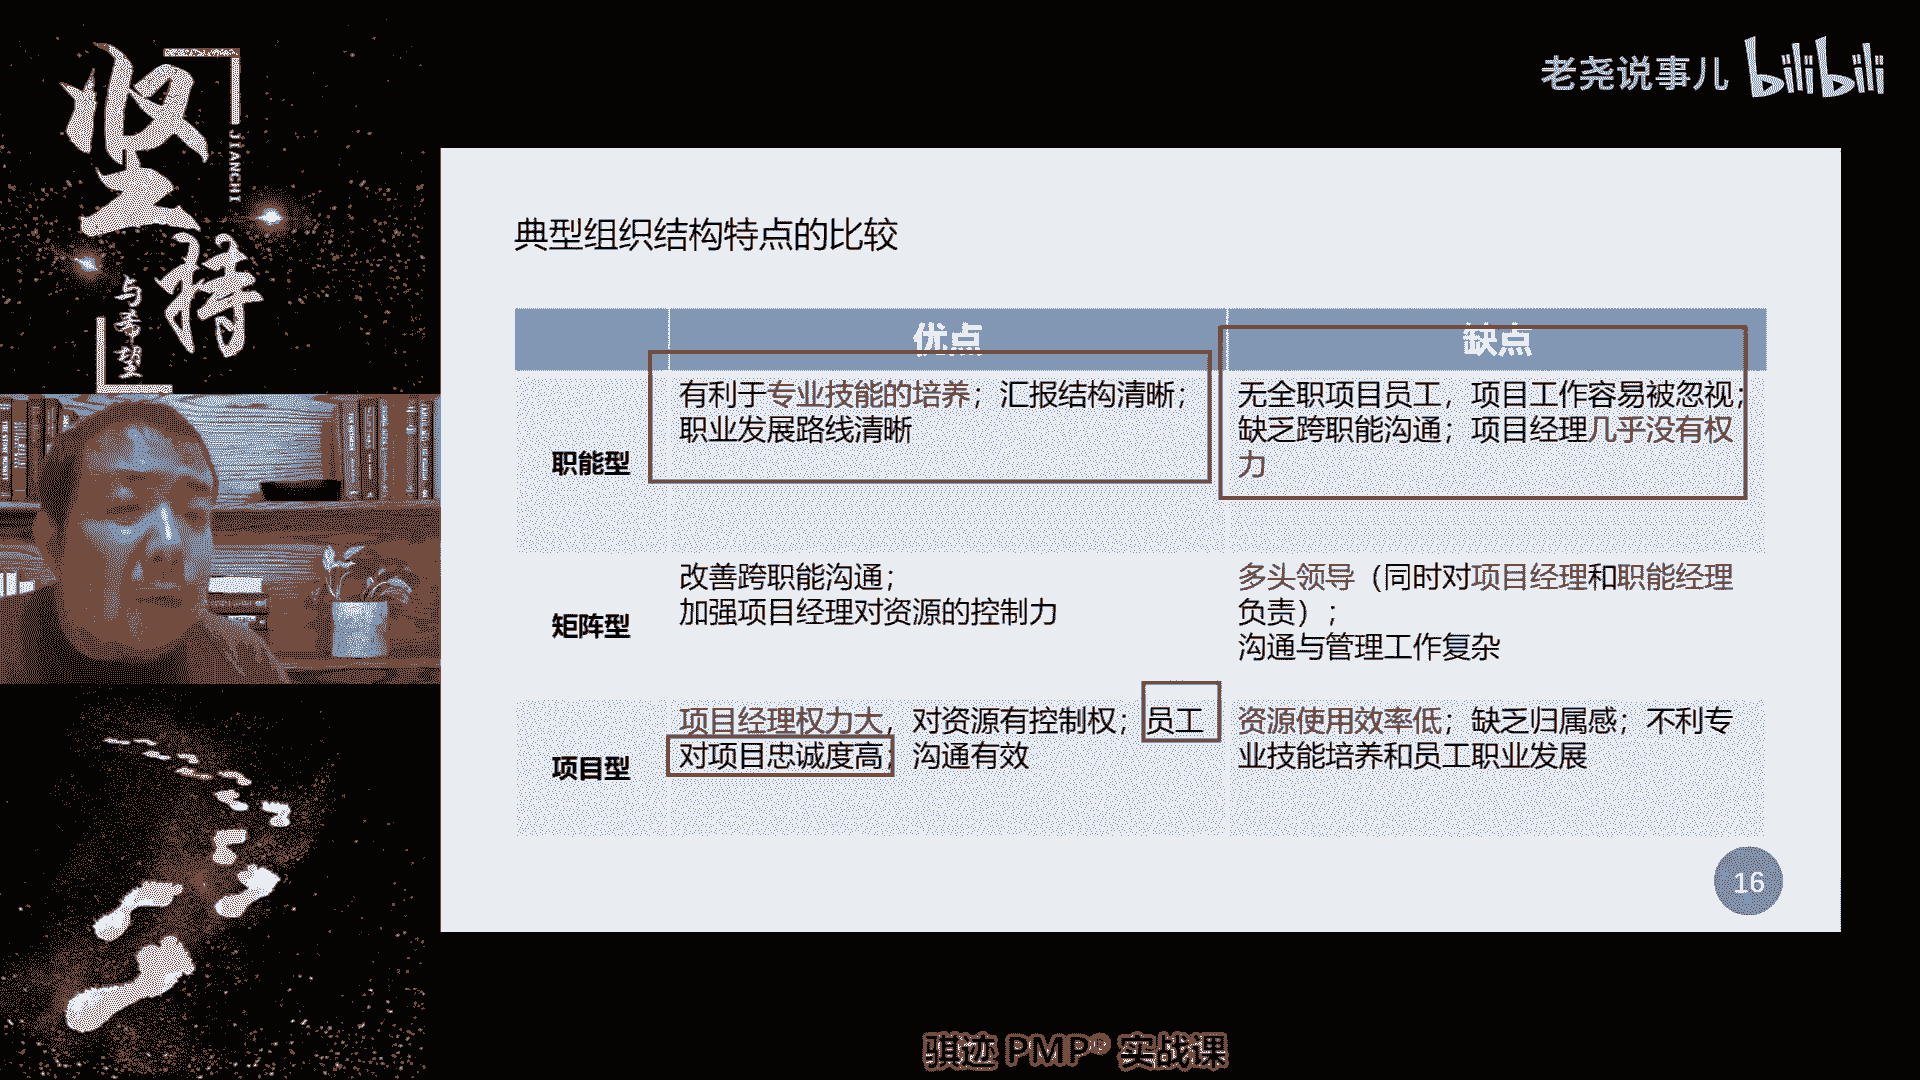 坚持
JIANCHI
与希望
老尧说事儿 bilibili
典型组织结构特点的比较
优点
缺点
职能型
有利于专业技能的培养；汇报结构清晰；
职业发展路线清晰
无全职项目员工，项目工作容易被忽视；
缺乏跨职能沟通；项目经理几乎没有权
力
矩阵型
改善跨职能沟通；
加强项目经理对资源的控制力
多头领导（同时对项目经理和职能经理
负责）；
沟通与管理工作复杂
项目型
项目经理权力大，对资源有控制权；员工
对项目忠诚度高；沟通有效
资源使用效率低；缺乏归属感；不利专
业技能培养和员工职业发展
16
骐迹 PMP® 实战课